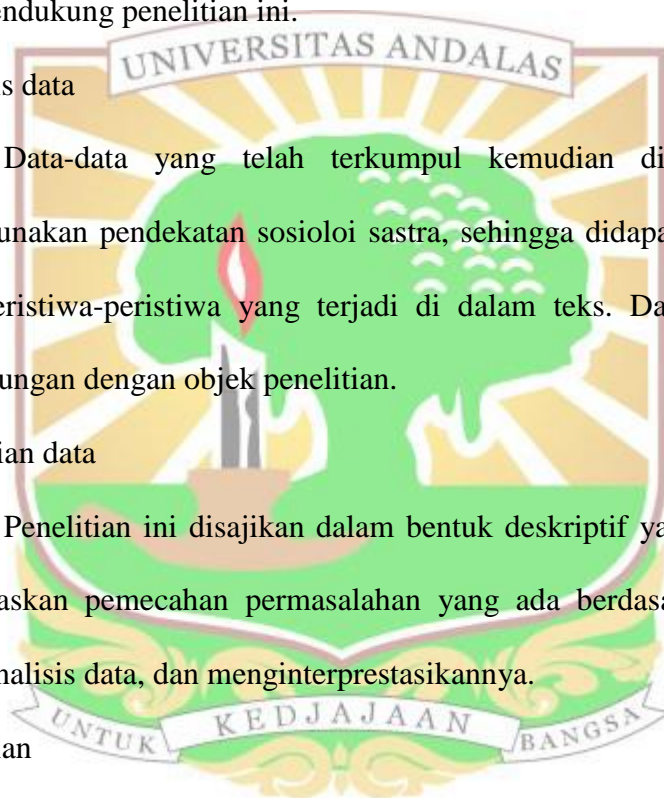 endukung penelitian ini.
UNIVERSITAS ANDALAS
is data
Data-data yang telah terkumpul kemudian di
unakan pendekatan sosioloi sastra, sehingga didapa
eristiwa-peristiwa yang terjadi di dalam teks. Da
ungan dengan objek penelitian.
ian data
Penelitian ini disajikan dalam bentuk deskriptif ya
askan pemecahan permasalahan yang ada berdasa
nalisis data, dan menginterprestasikannya.
UNTUK KEDJAJAAN BANGSA
an